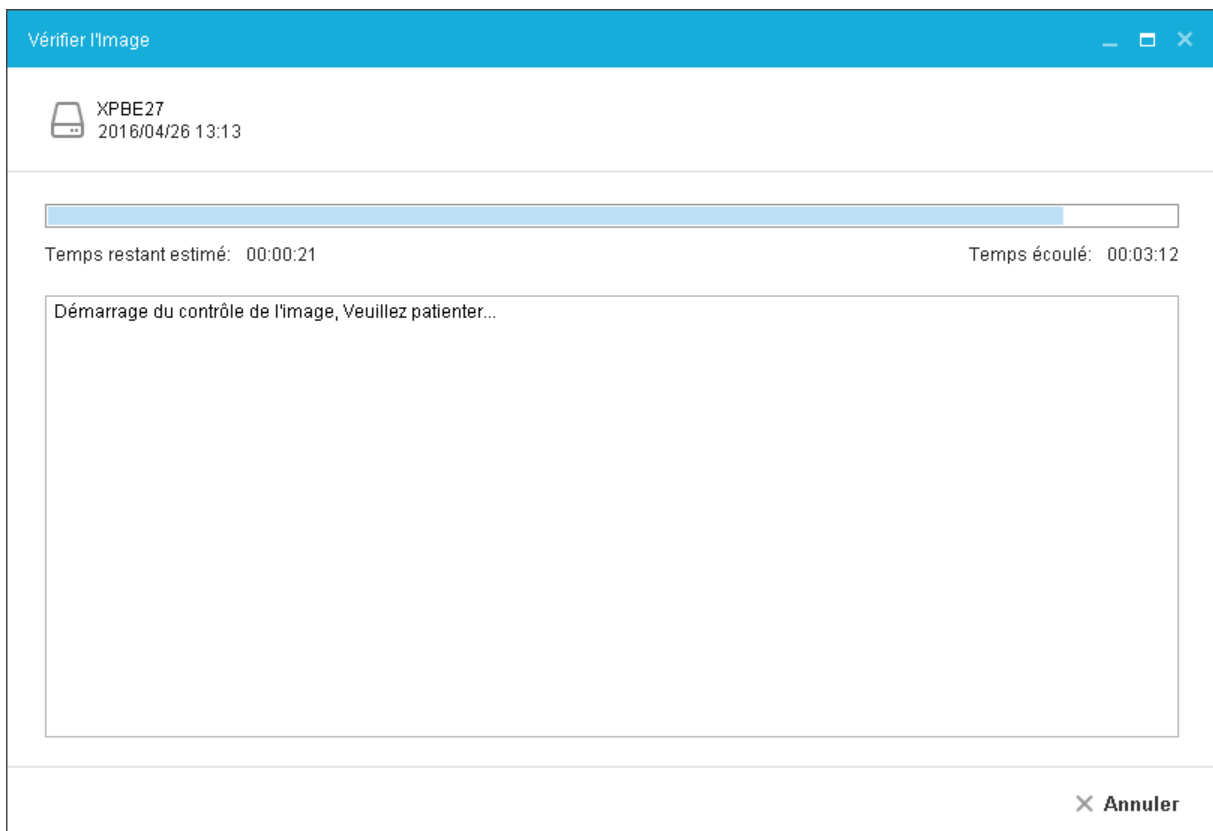 Vérifier l'Image
XPBE27
2016/04/26 13:13
Temps restant estimé: 00:00:21 Temps écoulé: 00:03:12
Démarrage du contrôle de l'image, Veuillez patienter...
Annuler